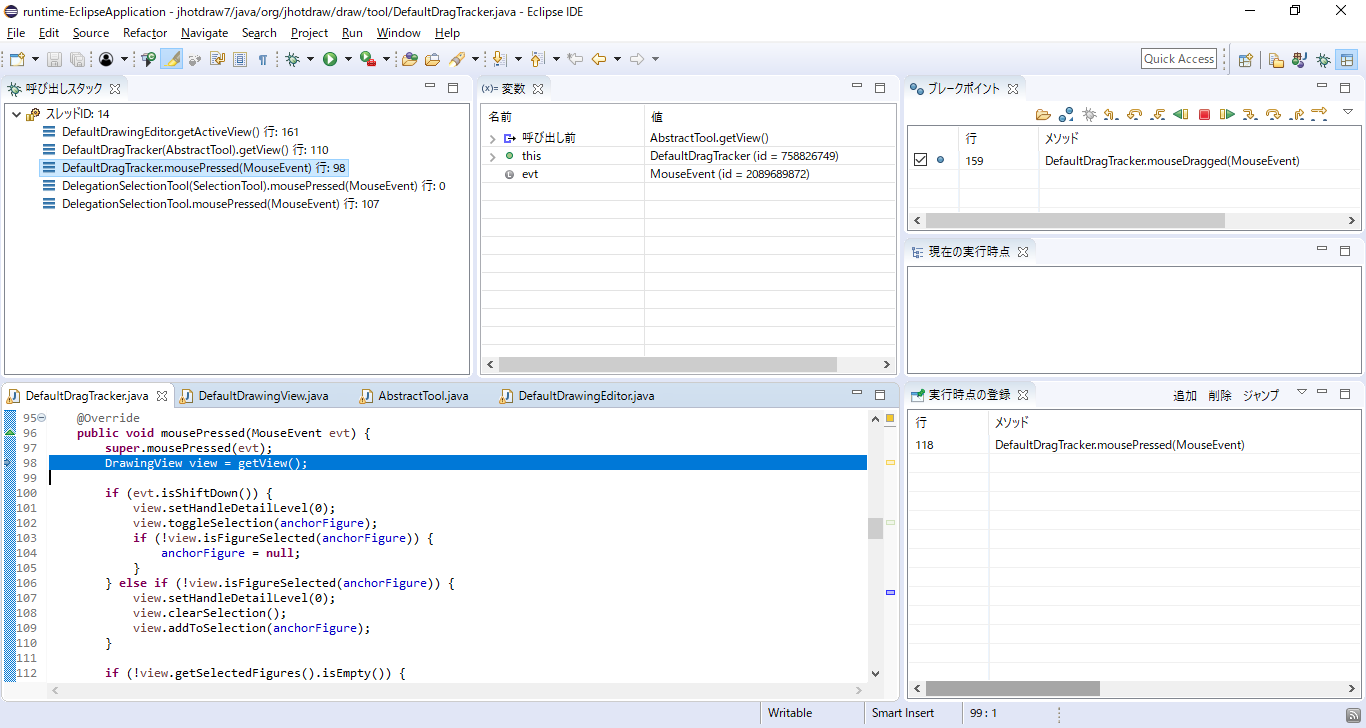 runtime-EclipseApplication - jhotdraw7/java/org/jhotdraw/draw/tool/DefaultDragTracker.java - Eclipse IDE
File Edit Source Refactor Navigate Search Project Run Window Help
Quick Access
呼び出しスタック
スレッドID: 14
DefaultDrawingEditor.getActiveView() 行: 161
DefaultDragTracker(AbstractTool).getView() 行: 110
DefaultDragTracker.mousePressed(MouseEvent) 行: 98
DelegationSelectionTool(SelectionTool).mousePressed(MouseEvent) 行: 0
DelegationSelectionTool.mousePressed(MouseEvent) 行: 107
(x)= 変数
名前 値
呼び出し前 AbstractTool.getView()
this DefaultDragTracker (id = 758826749)
evt MouseEvent (id = 2089689872)
ブレークポイント
行 メソッド
159 DefaultDragTracker.mouseDragged(MouseEvent)
現在の実行時点
DefaultDragTracker.java DefaultDrawingView.java AbstractTool.java DefaultDrawingEditor.java
95 @Override
96 public void mousePressed(MouseEvent evt) {
97 super.mousePressed(evt);
98 DrawingView view = getView();
99
100 if (evt.isShiftDown()) {
101 view.setHandleDetailLevel(0);
102 view.toggleSelection(anchorFigure);
103 if (!view.isFigureSelected(anchorFigure)) {
104 anchorFigure = null;
105 }
106 } else if (!view.isFigureSelected(anchorFigure)) {
107 view.setHandleDetailLevel(0);
108 view.clearSelection();
109 view.addToSelection(anchorFigure);
110 }
111
112 if (!view.getSelectedFigures().isEmpty()) {
実行時点の登録 追加 削除 ジャンプ
行 メソッド
118 DefaultDragTracker.mousePressed(MouseEvent)
Writable Smart Insert 99 : 1